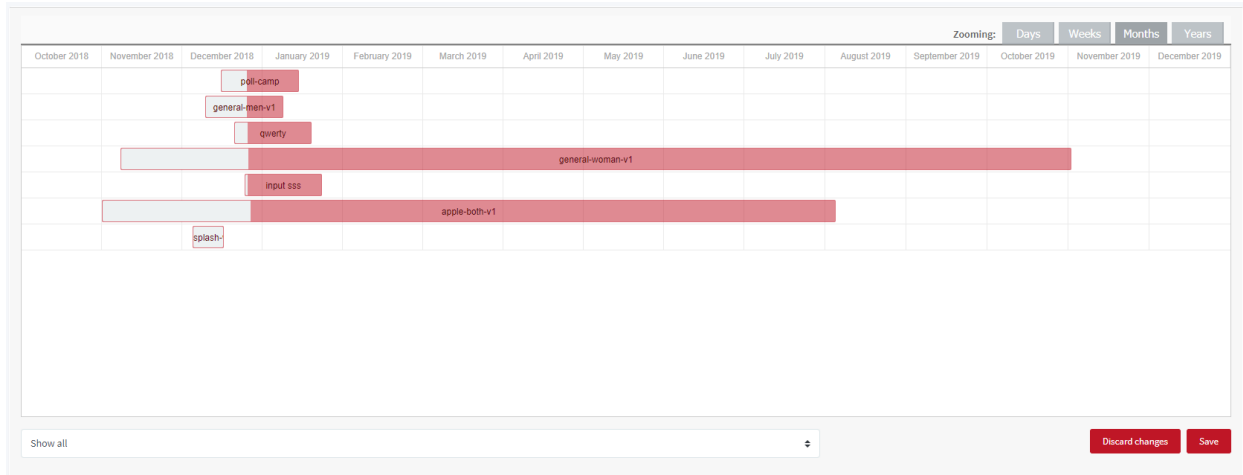 Zooming: Days Weeks Months Years
October 2018 November 2018 December 2018 January 2019 February 2019 March 2019 April 2019 May 2019 June 2019 July 2019 August 2019 September 2019 October 2019 November 2019 December 2019
poll-camp
general-men-v1
qwerty
general-woman-v1
input sss
apple-both-v1
splash-
Show all Discard changes Save